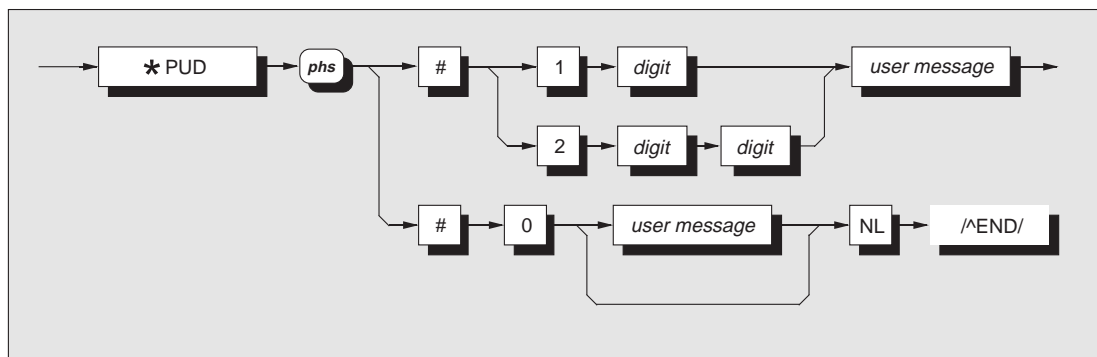 * PUD phs # 1 digit user message
2 digit digit
# 0 user message NL /^END/